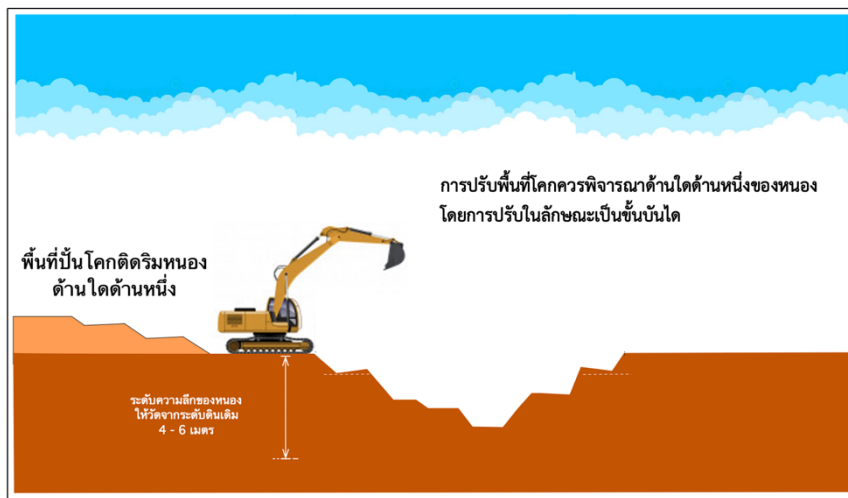 การปรับพื้นที่โคกควรพิจารณาด้านใดด้านหนึ่งของหนอง
โดยการปรับในลักษณะเป็นขั้นบันได
พื้นที่ปั้นโคกติดริมหนอง
ด้านใดด้านหนึ่ง
ระดับความลึกของหนอง
ให้วัดจากระดับดินเดิม
4 - 6 เมตร